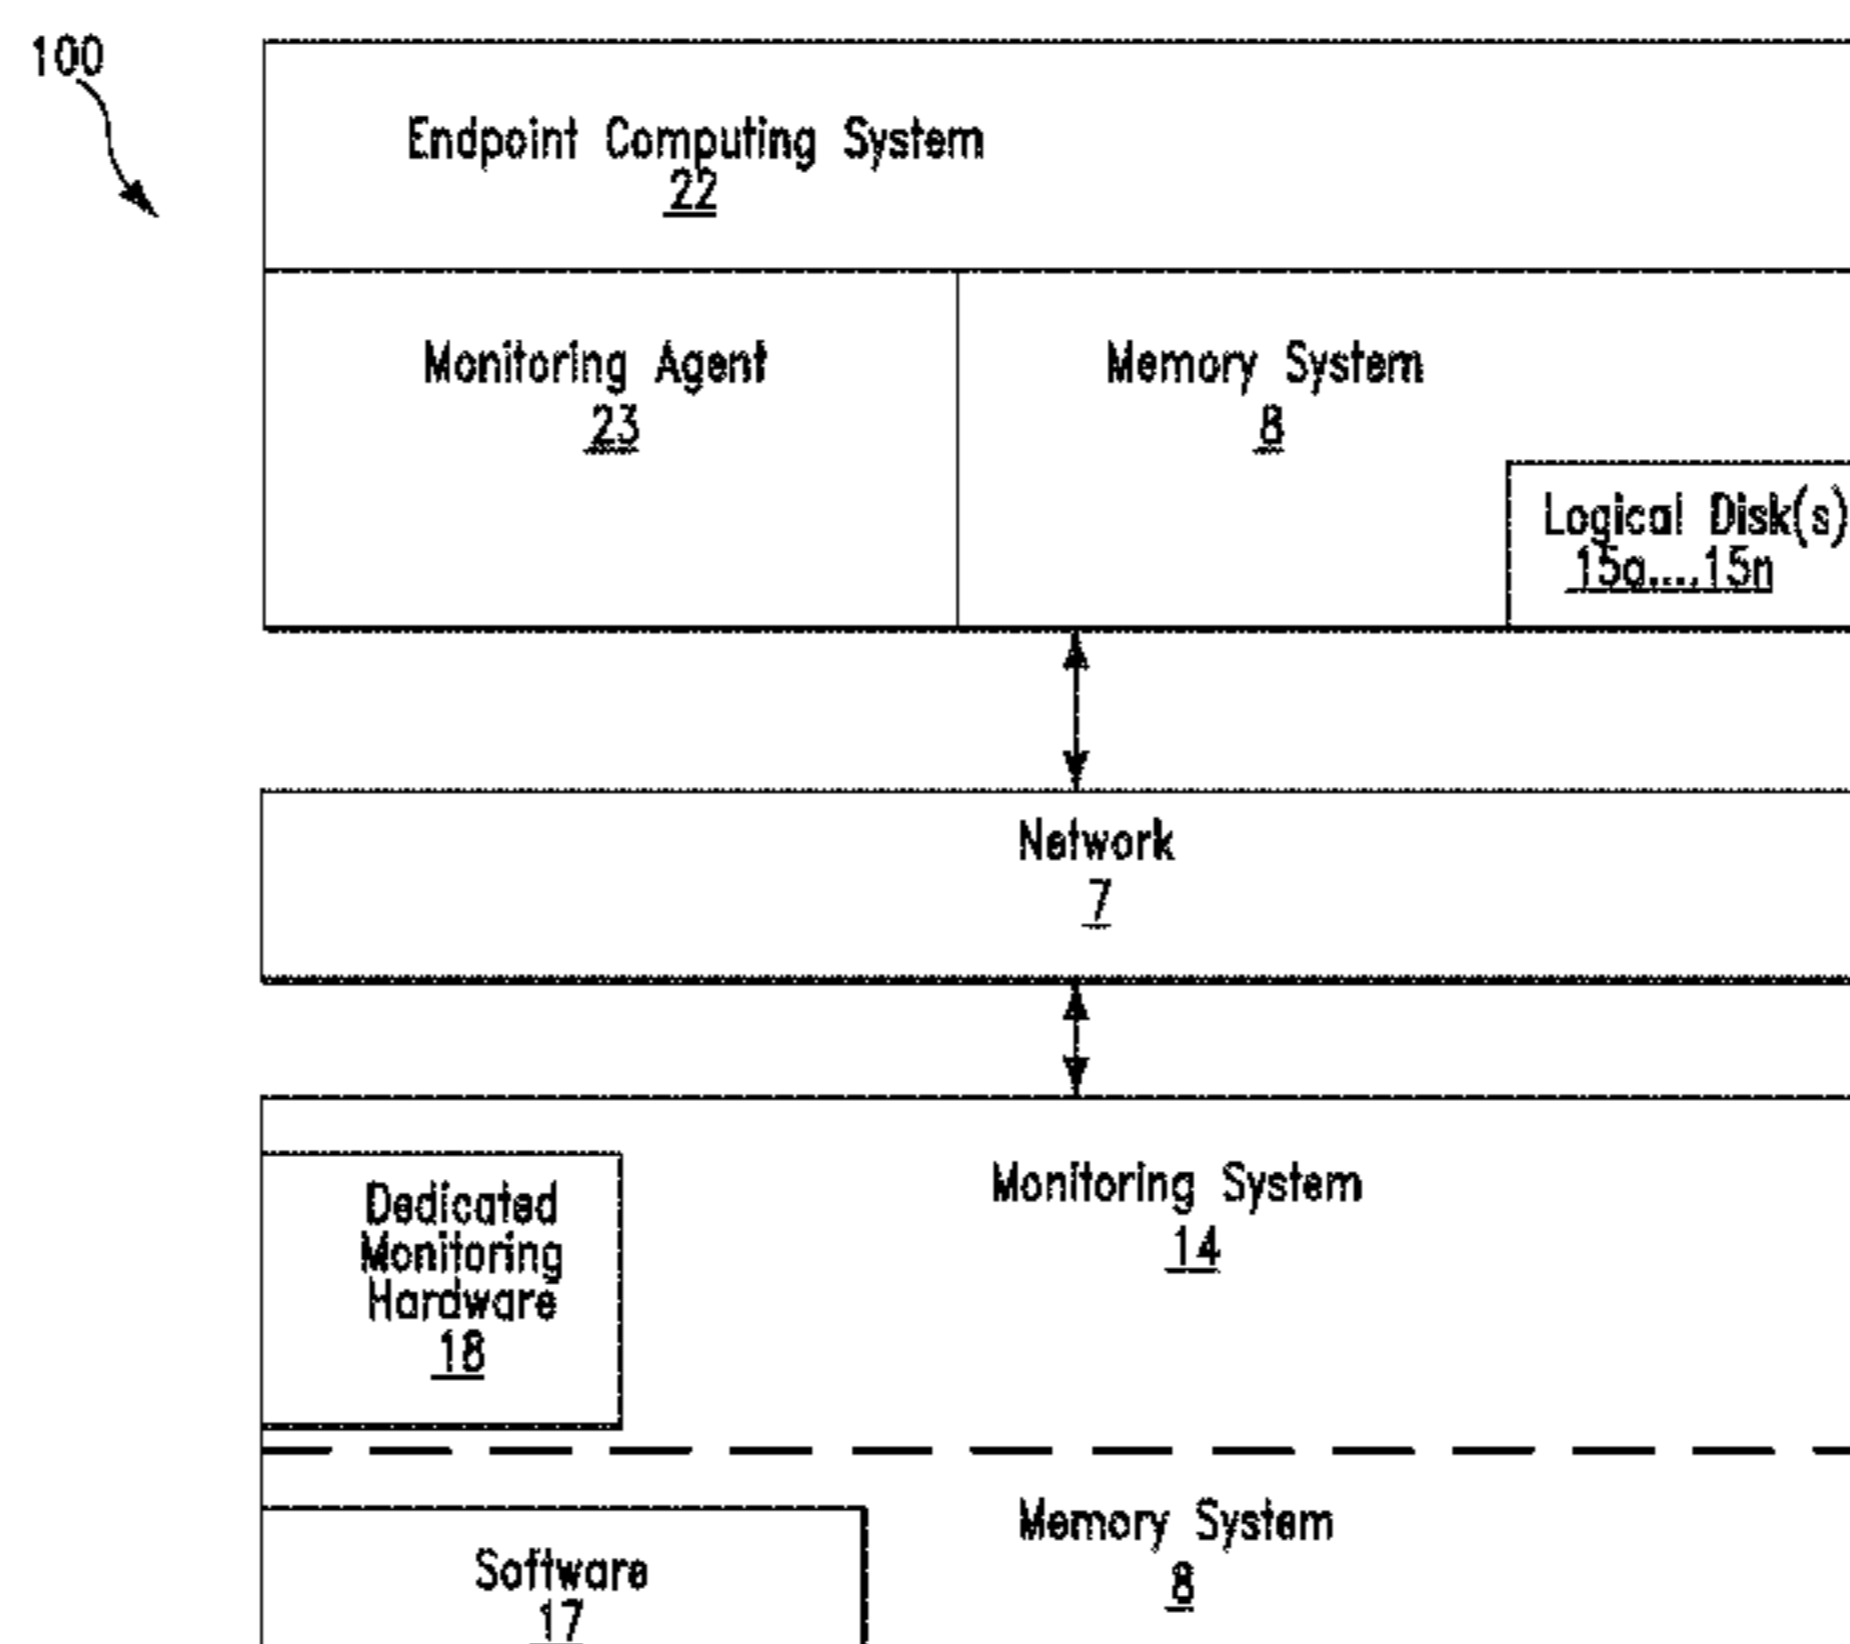 100
Endpoint Computing System
22
Monitoring Agent
23
Memory System
8
Logical Disk(s)
15a...,15n
Network
7
Monitoring System
14
Dedicated
Monitoring
Hardware
18
Memory System
8
Software
17